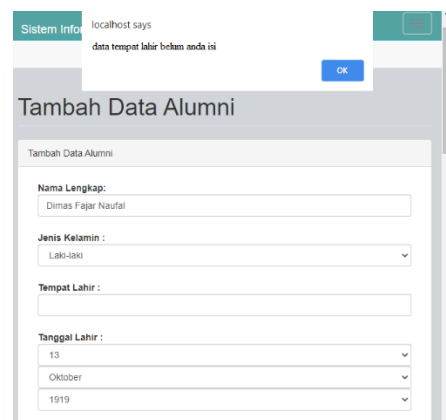 localhost says
Sistem Infor
data tempat lahir belum anda isi
OK
Tambah Data Alumni
Tambah Data Alumni
Nama Lengkap:
Dimas Fajar Naufal
Jenis Kelamin :
Laki-laki
Tempat Lahir :
Tanggal Lahir :
13
Oktober
1919